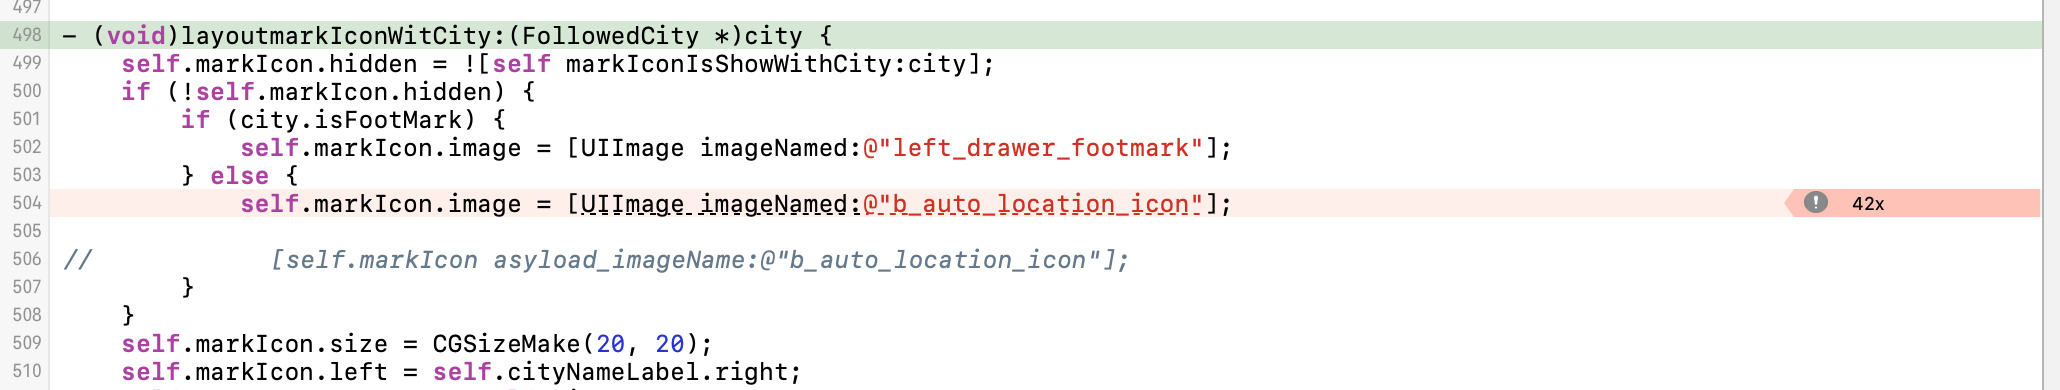 497
498 - (void)layoutmarkIconWitCity:(FollowedCity *)city {
499     self.markIcon.hidden = ![self markIconIsShowWithCity:city];
500     if (!self.markIcon.hidden) {
501         if (city.isFootMark) {
502             self.markIcon.image = [UIImage imageNamed:@"left_drawer_footmark"];
503         } else {
504             self.markIcon.image = [UIImage imageNamed:@"b_auto_location_icon"]; ! 42x
505
506 //            [self.markIcon asyload_imageName:@"b_auto_location_icon"];
507         }
508     }
509     self.markIcon.size = CGSizeMake(20, 20);
510     self.markIcon.left = self.cityNameLabel.right;